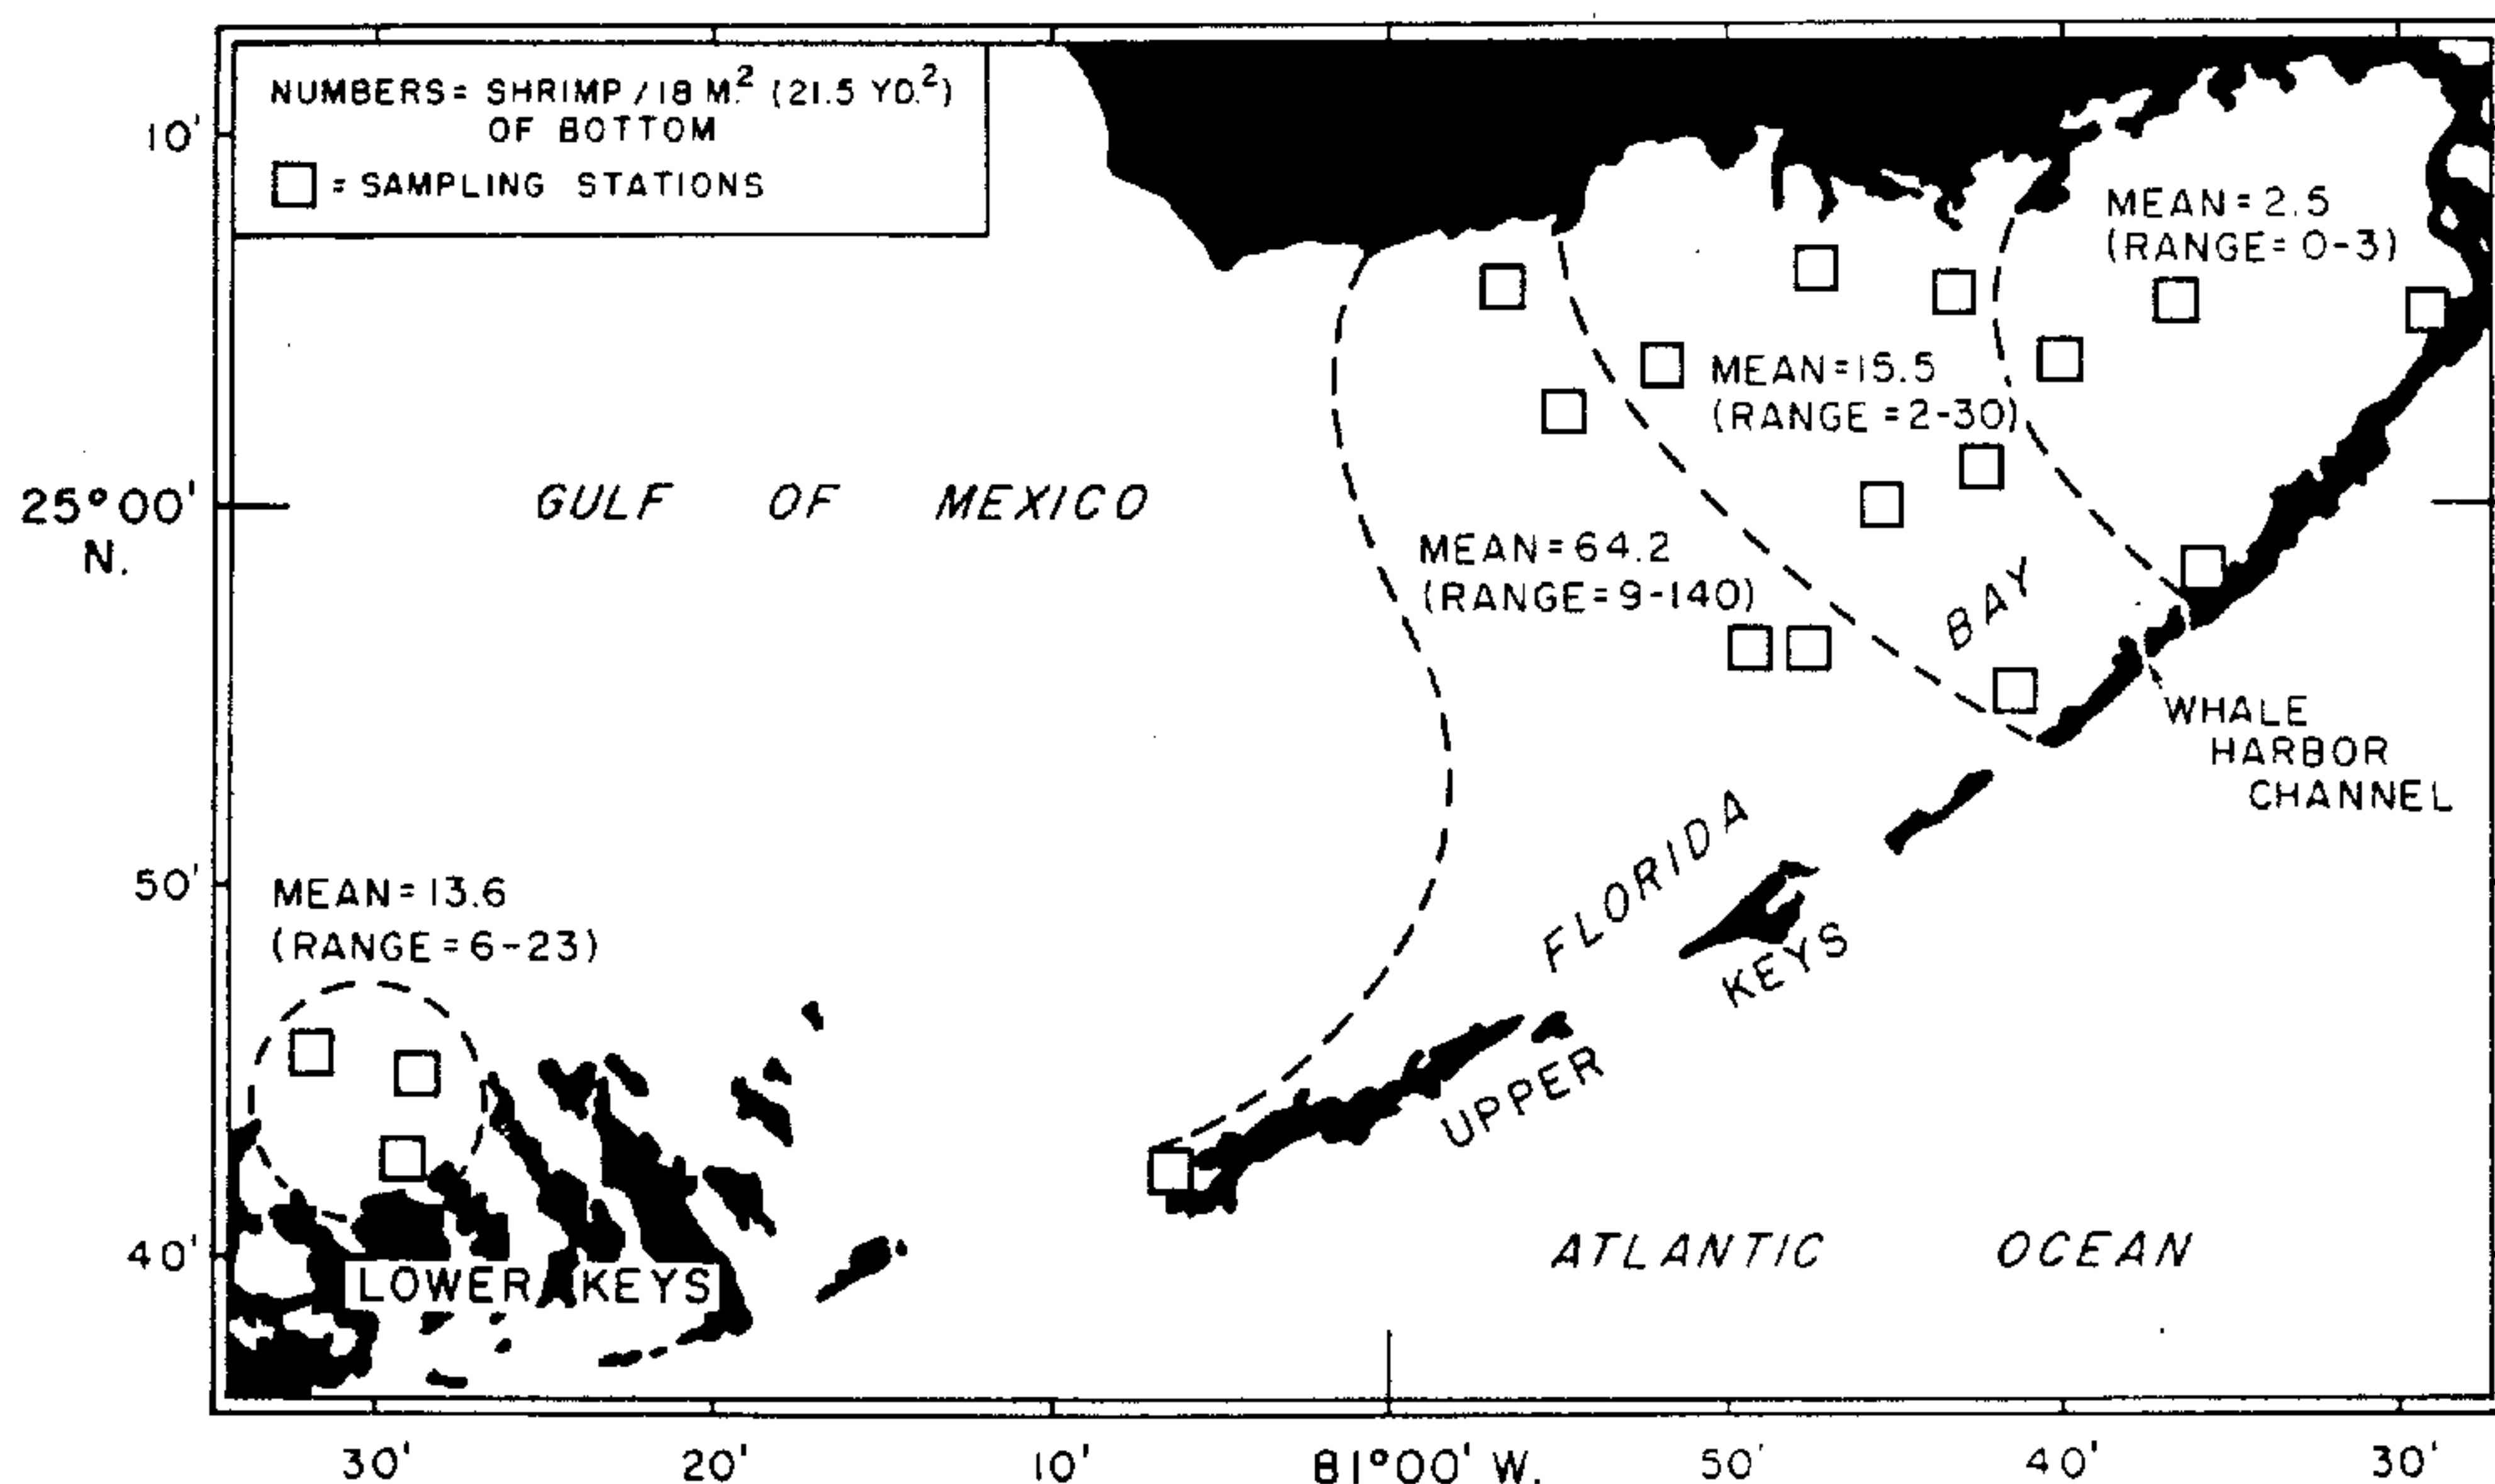 NUMBERS= SHRIMP/18 M.² (21.5 YD.²)
OF BOTTOM
= SAMPLING STATIONS
10'
MEAN=2.5
(RANGE=0-3)
MEAN=15.5
(RANGE=2-30)
25°00'
N.
GULF OF MEXICO
MEAN=64.2
(RANGE=9-140)
BAY
WHALE
HARBOR
CHANNEL
FLORIDA
50'
MEAN=13.6
(RANGE=6-23)
KEYS
UPPER
40'
LOWER KEYS
ATLANTIC OCEAN
30' 20' 10' 81°00' W. 50' 40' 30'